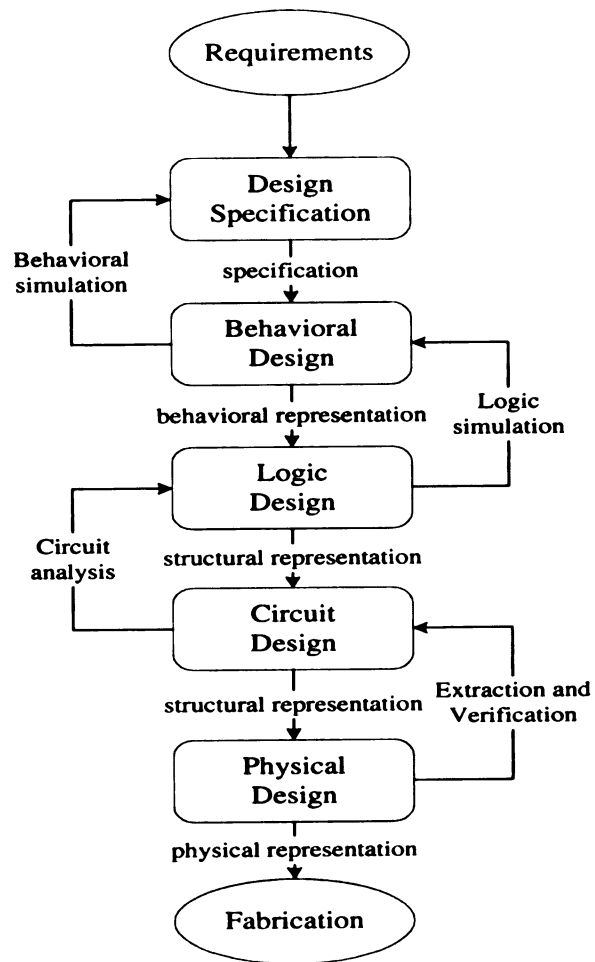 Requirements
Design
Specification
Behavioral
simulation
specification
Behavioral
Design
behavioral representation
Logic
simulation
Logic
Design
Circuit
analysis
structural representation
Circuit
Design
structural representation
Extraction and
Verification
Physical
Design
physical representation
Fabrication